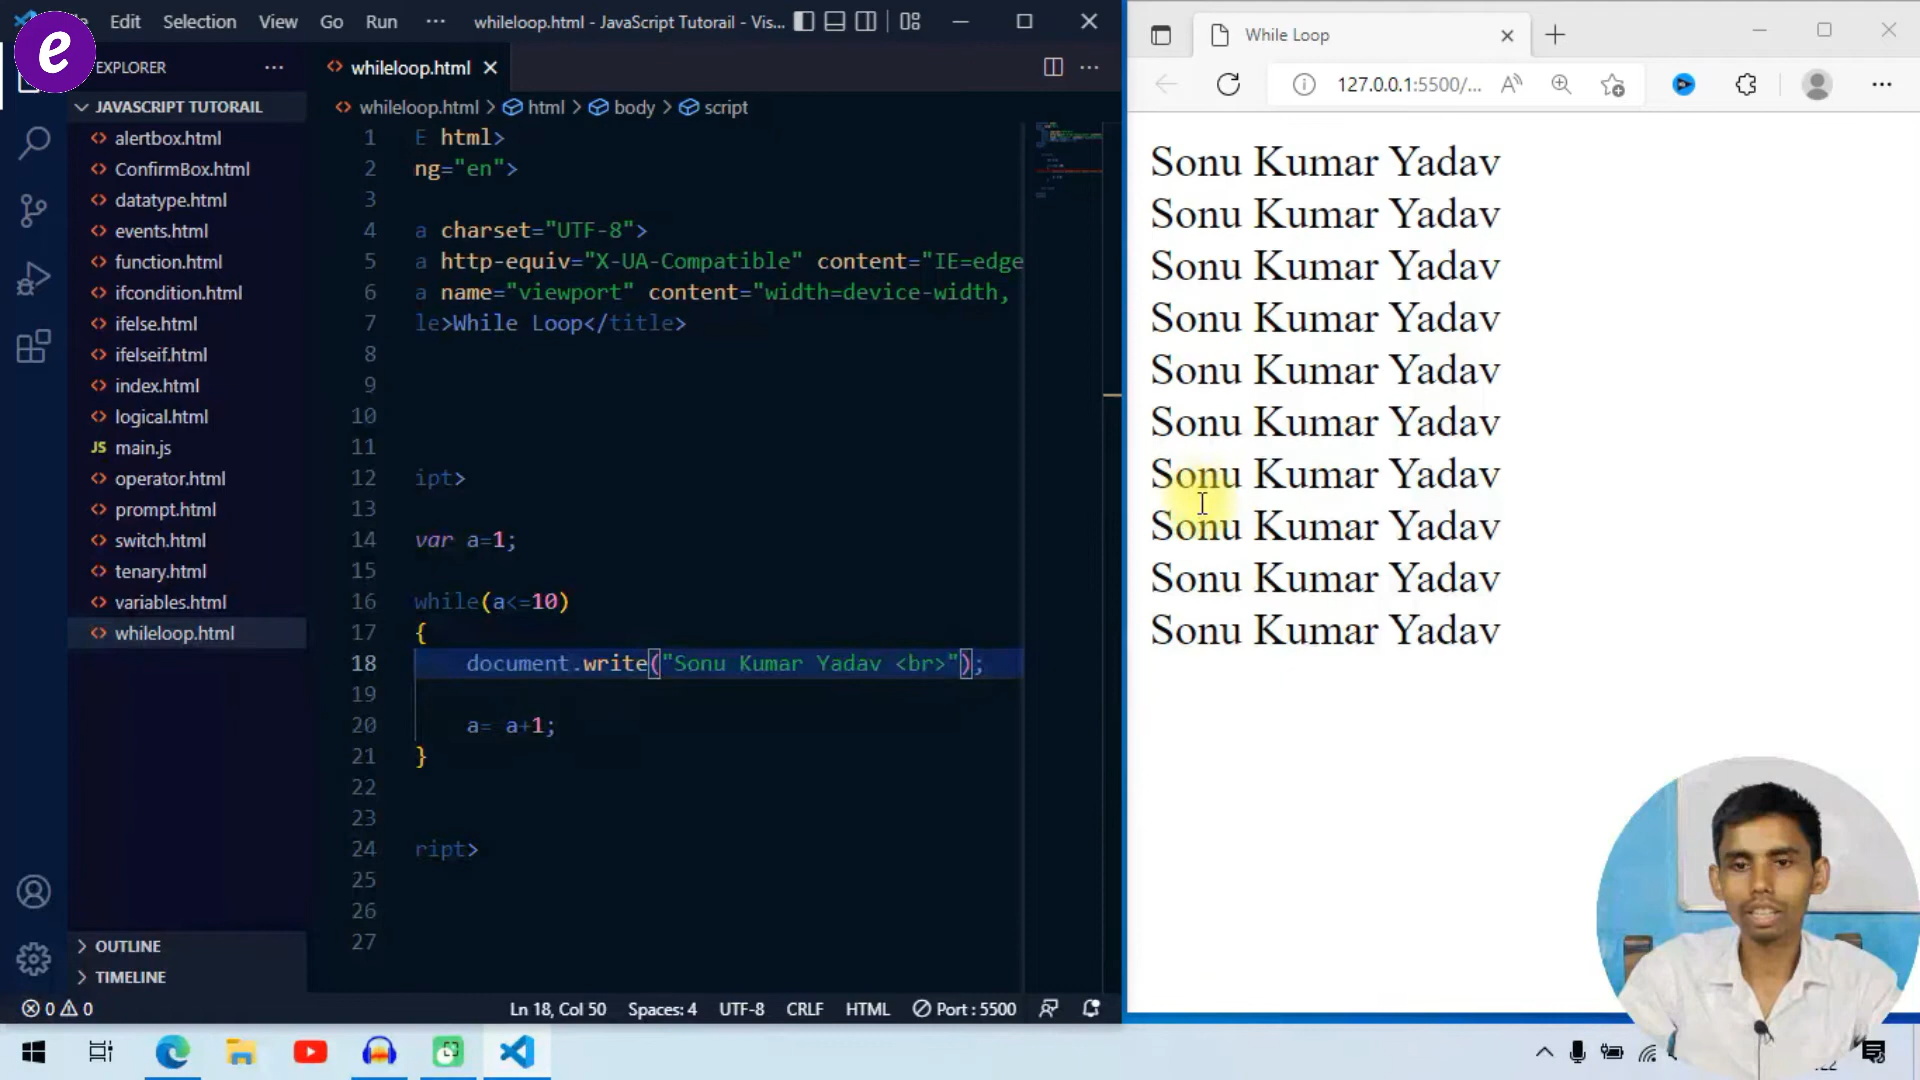 e
Edit Selection View Go Run ··· whileloop.html - JavaScript Tutorail - Vis...
EXPLORER ···
whileloop.html
whileloop.html > html > body > script
JAVASCRIPT TUTORAIL
alertbox.html
ConfirmBox.html
datatype.html
events.html
function.html
ifcondition.html
ifelse.html
ifelseif.html
index.html
logical.html
JS main.js
operator.html
prompt.html
switch.html
tenary.html
variables.html
whileloop.html
OUTLINE
TIMELINE
1 E html>
2 ng="en">
3
4 a charset="UTF-8">
5 a http-equiv="X-UA-Compatible" content="IE=edge
6 a name="viewport" content="width=device-width,
7 le>While Loop</title>
8
9
10
11
12 ipt>
13
14 var a=1;
15
16 while(a<=10)
17 {
18 document.write("Sonu Kumar Yadav <br>");
19
20 a= a+1;
21 }
22
23
24 ript>
25
26
27
0 0 Ln 18, Col 50 Spaces: 4 UTF-8 CRLF HTML Port : 5500
While Loop
127.0.0.1:5500/...
Sonu Kumar Yadav
Sonu Kumar Yadav
Sonu Kumar Yadav
Sonu Kumar Yadav
Sonu Kumar Yadav
Sonu Kumar Yadav
Sonu Kumar Yadav
Sonu Kumar Yadav
Sonu Kumar Yadav
Sonu Kumar Yadav